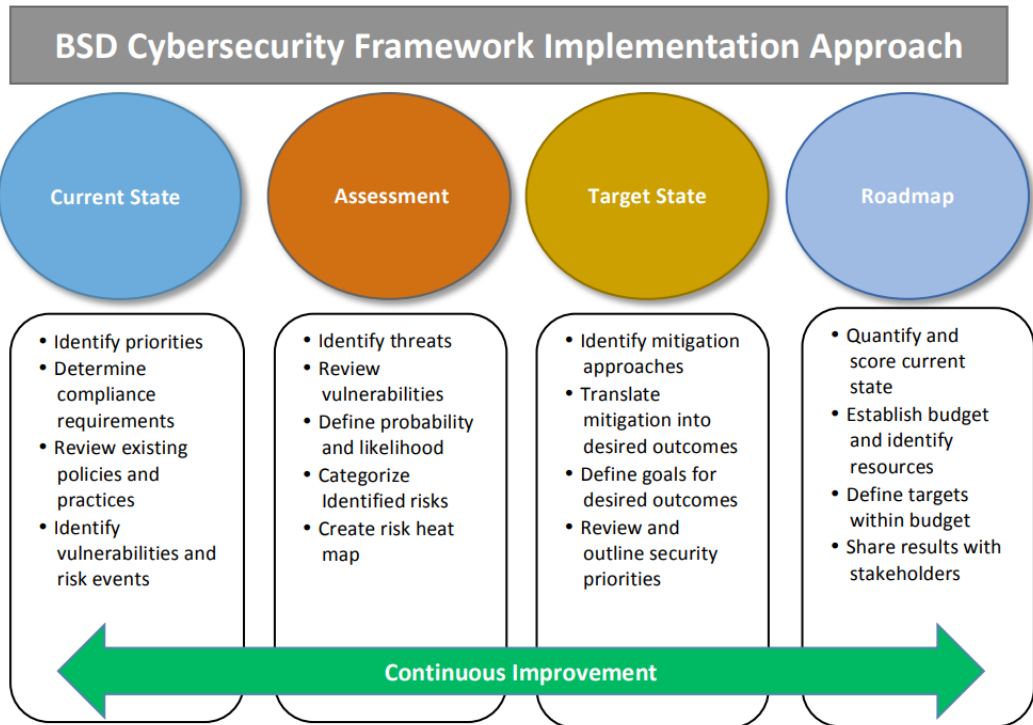 BSD Cybersecurity Framework Implementation Approach
Current State
Assessment
Target State
Roadmap
• Identify priorities
• Determine
compliance
requirements
• Review existing
policies and
practices
• Identify
vulnerabilities and
risk events
• Identify threats
• Review
vulnerabilities
• Define probability
and likelihood
• Categorize
Identified risks
• Create risk heat
map
• Identify mitigation
approaches
• Translate
mitigation into
desired outcomes
• Define goals for
desired outcomes
• Review and
outline security
priorities
• Quantify and
score current
state
• Establish budget
and identify
resources
• Define targets
within budget
• Share results with
stakeholders
Continuous Improvement